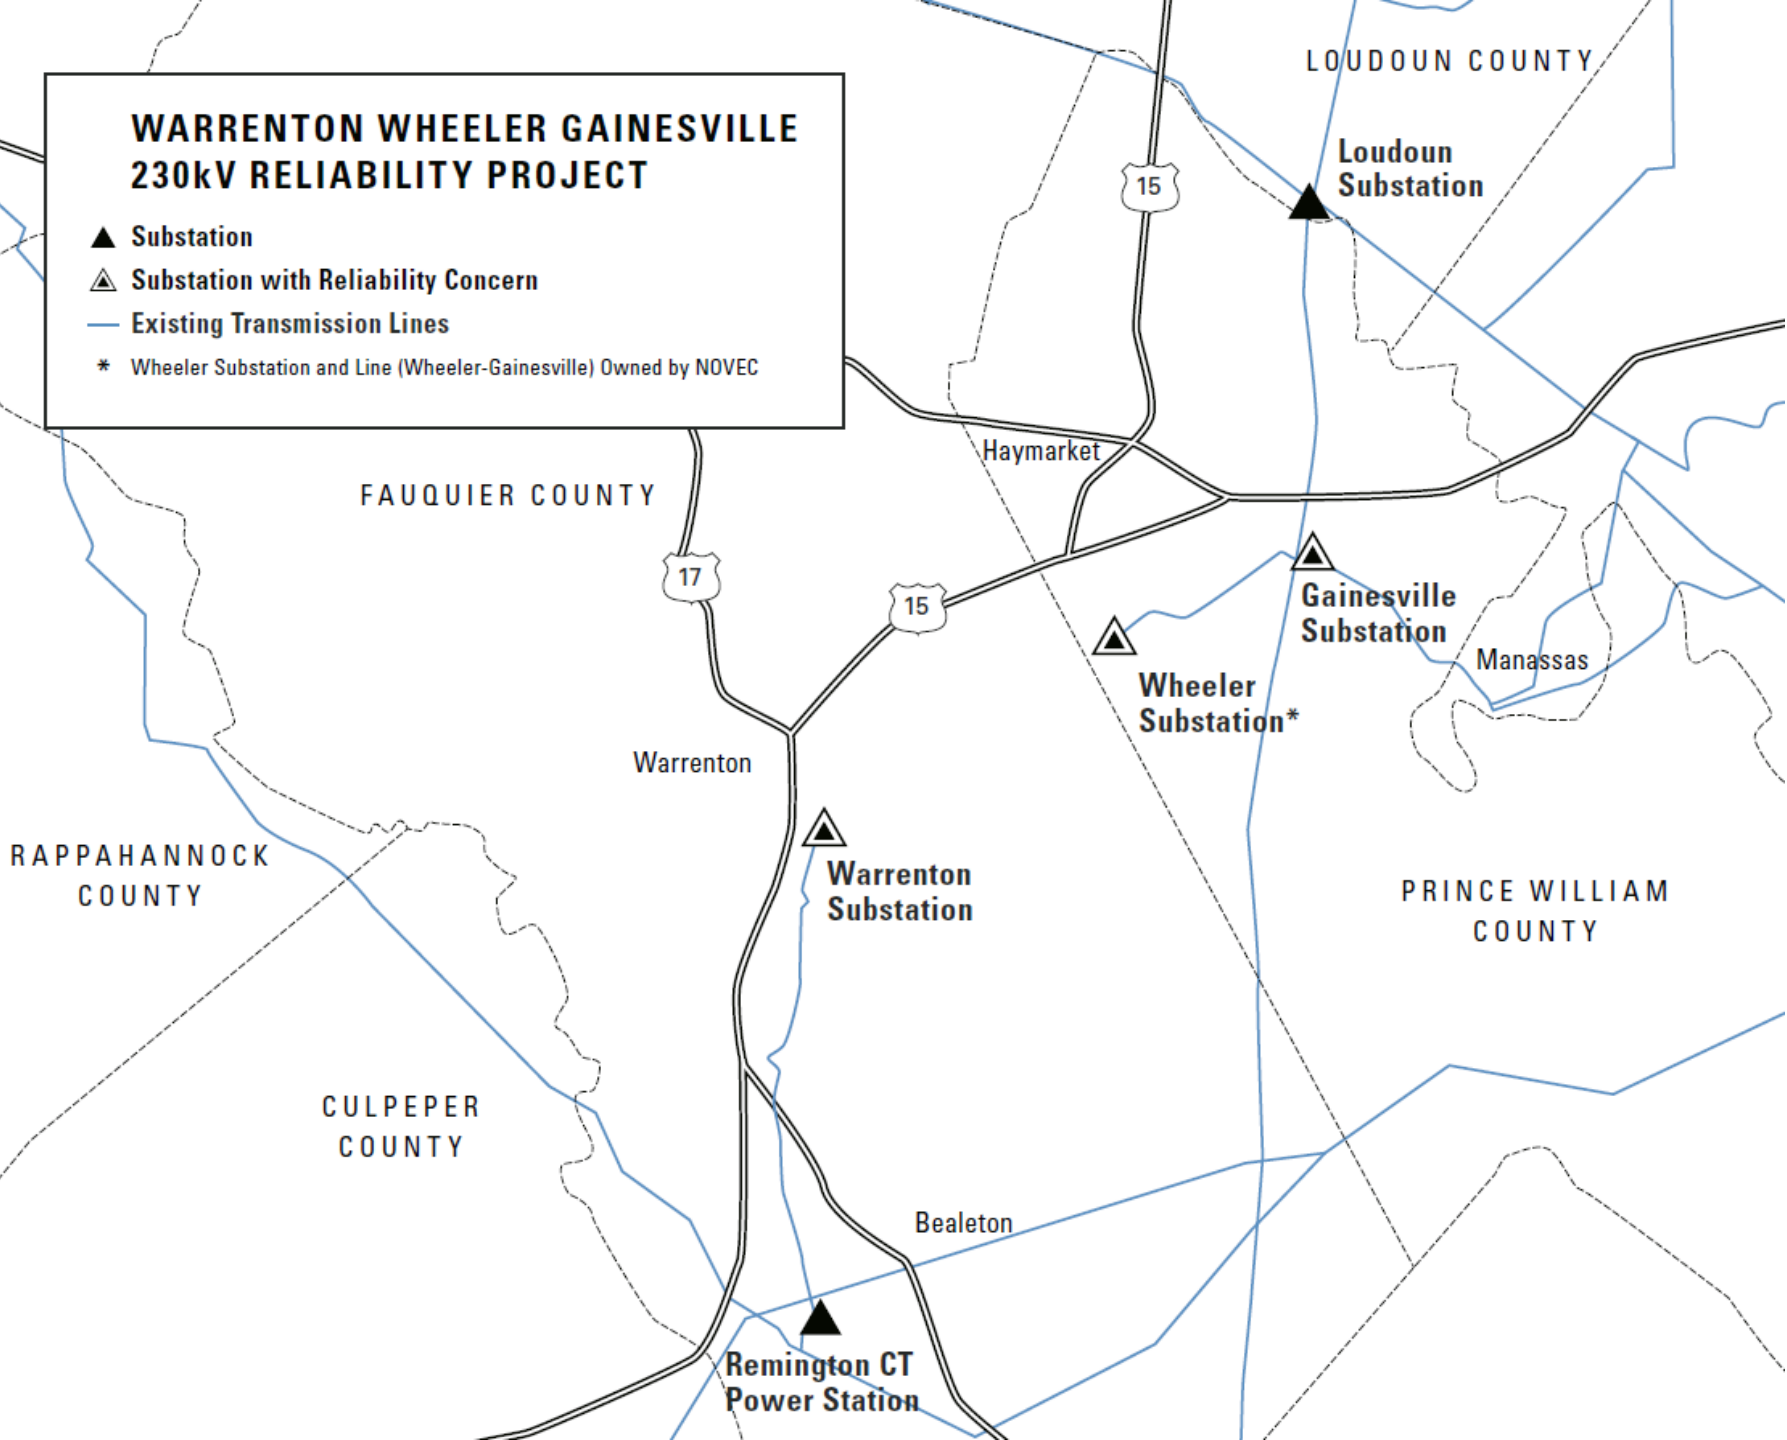 WARRENTON WHEELER GAINESVILLE
230kV RELIABILITY PROJECT
Substation
Substation with Reliability Concern
Existing Transmission Lines
* Wheeler Substation and Line (Wheeler-Gainesville) Owned by NOVEC
LOUDOUN COUNTY
Loudoun
Substation
15
Haymarket
FAUQUIER COUNTY
17
15
Gainesville
Substation
Manassas
Wheeler
Substation*
Warrenton
Warrenton
Substation
RAPPAHANNOCK
COUNTY
PRINCE WILLIAM
COUNTY
CULPEPER
COUNTY
Bealeton
Remington CT
Power Station